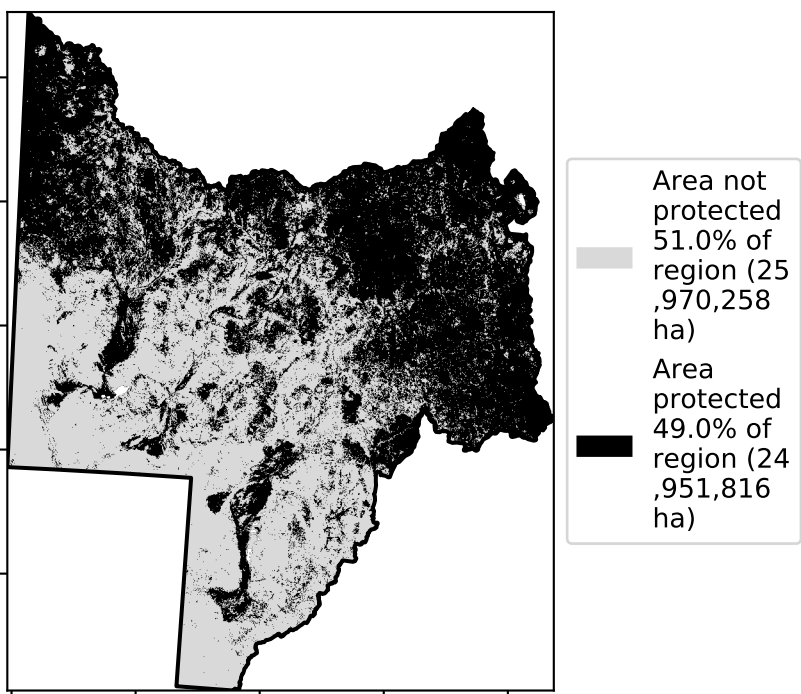 Area not
protected
51.0% of
region (25
,970,258
ha)
Area
protected
49.0% of
region (24
,951,816
ha)